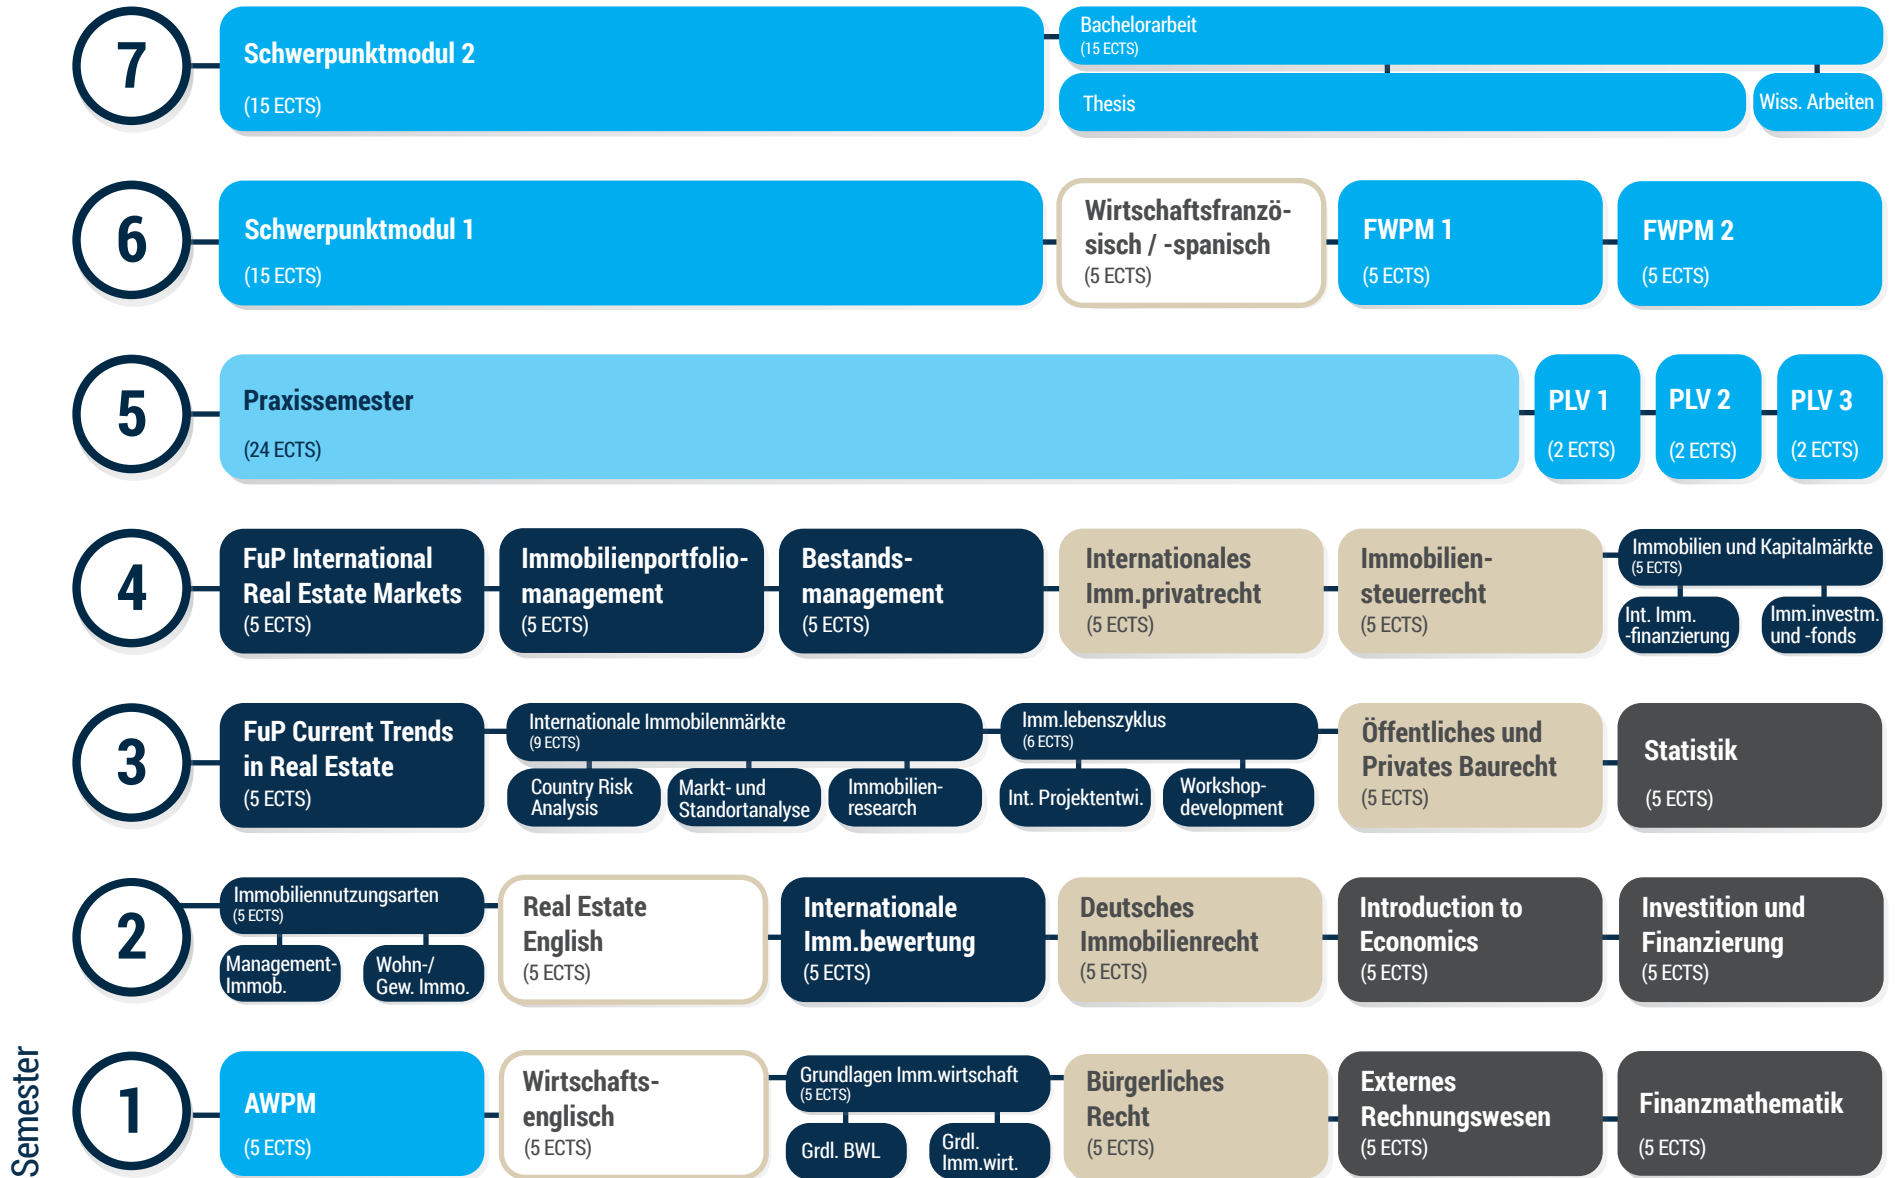 7
Schwerpunktmodul 2
(15 ECTS)
Bachelorarbeit
(15 ECTS)
Thesis
Wiss. Arbeiten
6
Schwerpunktmodul 1
(15 ECTS)
Wirtschaftsfranzö-
sisch / -spanisch
(5 ECTS)
FWPM 1
(5 ECTS)
FWPM 2
(5 ECTS)
5
Praxissemester
(24 ECTS)
PLV 1
(2 ECTS)
PLV 2
(2 ECTS)
PLV 3
(2 ECTS)
4
FuP International
Real Estate Markets
(5 ECTS)
Immobilienportfolio-
management
(5 ECTS)
Bestands-
management
(5 ECTS)
Internationales
Imm.privatrecht
(5 ECTS)
Immobilien-
steuerrecht
(5 ECTS)
Immobilien und Kapitalmärkte
(5 ECTS)
Int. Imm.
-finanzierung
Imm.investm.
und -fonds
3
FuP Current Trends
in Real Estate
(5 ECTS)
Internationale Immobilenmärkte
(9 ECTS)
Country Risk
Analysis
Markt- und
Standortanalyse
Immobilien-
research
Imm.lebenszyklus
(6 ECTS)
Int. Projektentwi.
Workshop-
development
Öffentliches und
Privates Baurecht
(5 ECTS)
Statistik
(5 ECTS)
2
Immobiliennutzungsarten
(5 ECTS)
Management-
Immob.
Wohn-/
Gew. Immo.
Real Estate
English
(5 ECTS)
Internationale
Imm.bewertung
(5 ECTS)
Deutsches
Immobilienrecht
(5 ECTS)
Introduction to
Economics
(5 ECTS)
Investition und
Finanzierung
(5 ECTS)
Semester
1
AWPM
(5 ECTS)
Wirtschafts-
englisch
(5 ECTS)
Grundlagen Imm.wirtschaft
(5 ECTS)
Grdl. BWL
Grdl.
Imm.wirt.
Bürgerliches
Recht
(5 ECTS)
Externes
Rechnungswesen
(5 ECTS)
Finanzmathematik
(5 ECTS)